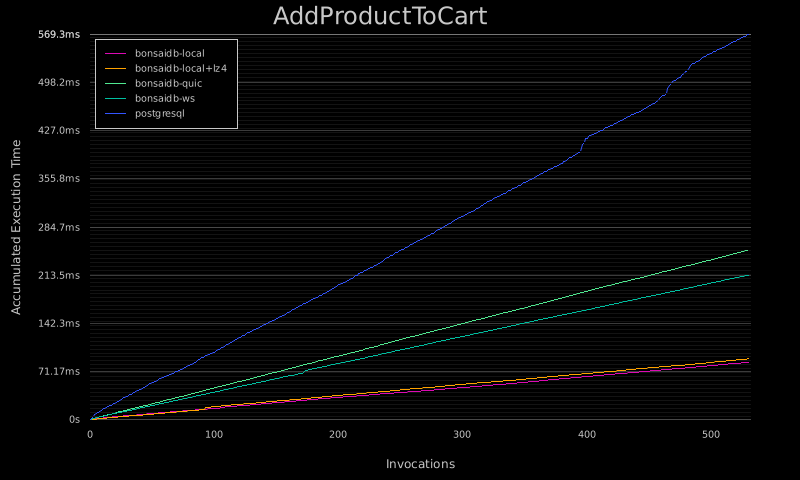 AddProductToCart
569.3ms
498.2ms
427.0ms
355.8ms
284.7ms
213.5ms
142.3ms
71.17ms
0s
bonsaidb-local
bonsaidb-local+lz4
bonsaidb-quic
bonsaidb-ws
postgresql
Accumulated Execution Time
0 100 200 300 400 500
Invocations